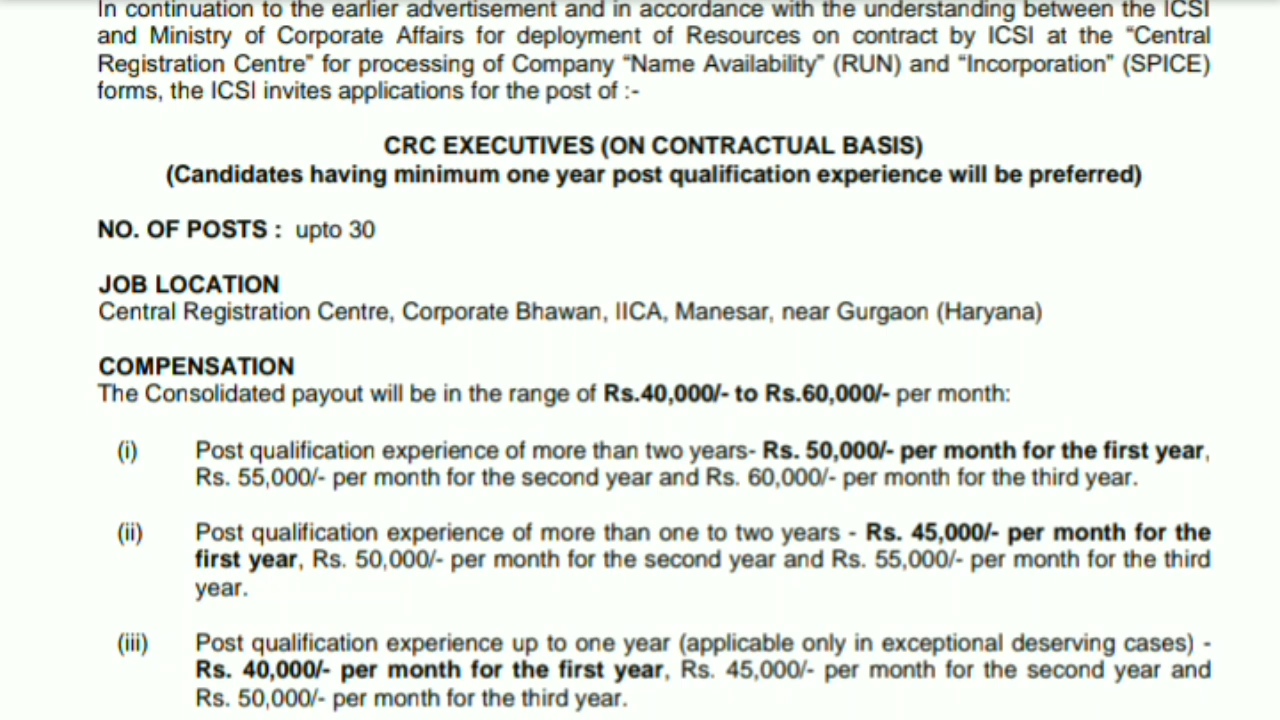 In continuation to the earlier advertisement and in accordance with the understanding between the ICSI
and Ministry of Corporate Affairs for deployment of Resources on contract by ICSI at the “Central
Registration Centre” for processing of Company “Name Availability” (RUN) and “Incorporation” (SPICE)
forms, the ICSI invites applications for the post of :-
CRC EXECUTIVES (ON CONTRACTUAL BASIS)
(Candidates having minimum one year post qualification experience will be preferred)
NO. OF POSTS : upto 30
JOB LOCATION
Central Registration Centre, Corporate Bhawan, IICA, Manesar, near Gurgaon (Haryana)
COMPENSATION
The Consolidated payout will be in the range of Rs.40,000/- to Rs.60,000/- per month:
(i) Post qualification experience of more than two years- Rs. 50,000/- per month for the first year,
Rs. 55,000/- per month for the second year and Rs. 60,000/- per month for the third year.
(ii) Post qualification experience of more than one to two years - Rs. 45,000/- per month for the
first year, Rs. 50,000/- per month for the second year and Rs. 55,000/- per month for the third
year.
(iii) Post qualification experience up to one year (applicable only in exceptional deserving cases) -
Rs. 40,000/- per month for the first year, Rs. 45,000/- per month for the second year and
Rs. 50,000/- per month for the third year.